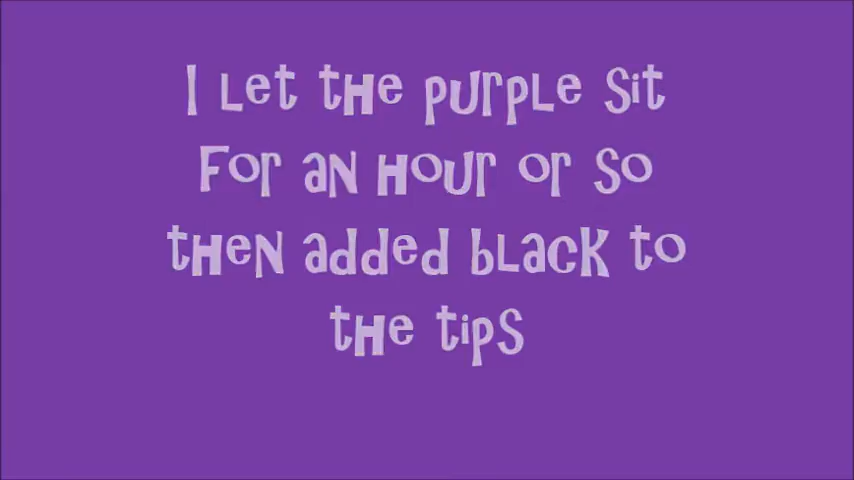 I Let the purple sit
For an Hour or so
then added black to
the tips